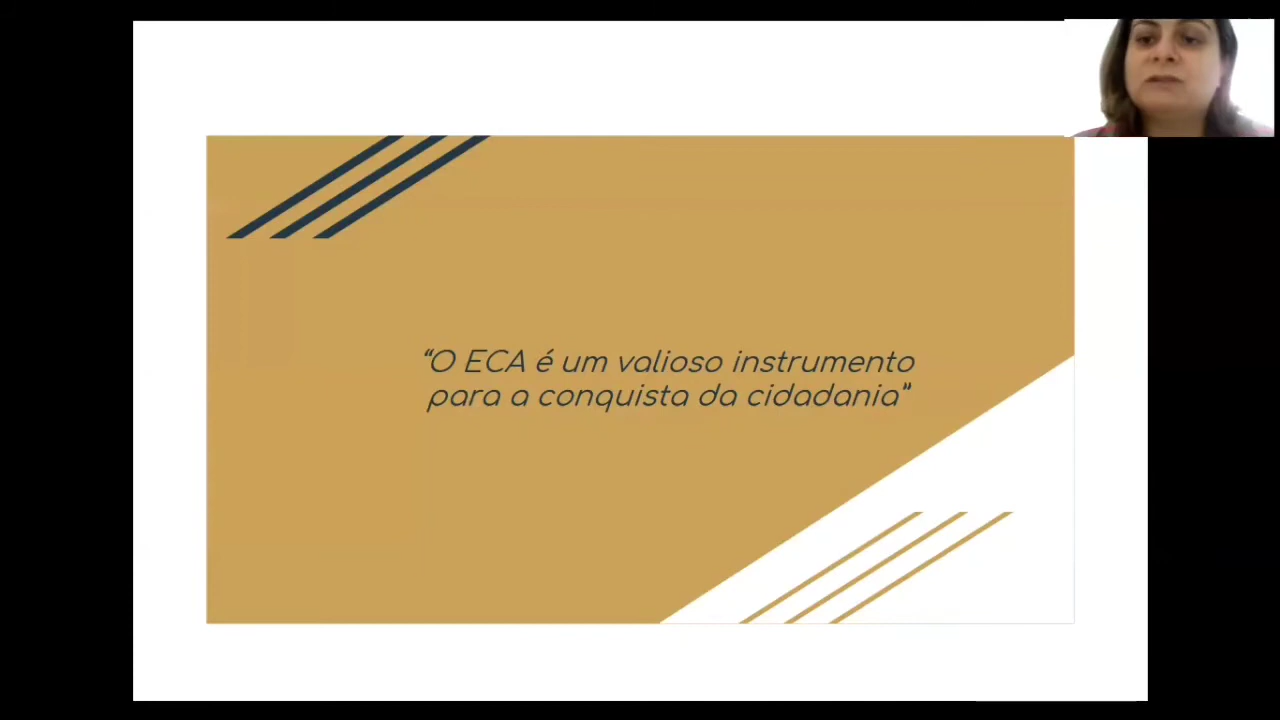 “O ECA é um valioso instrumento
para a conquista da cidadania”